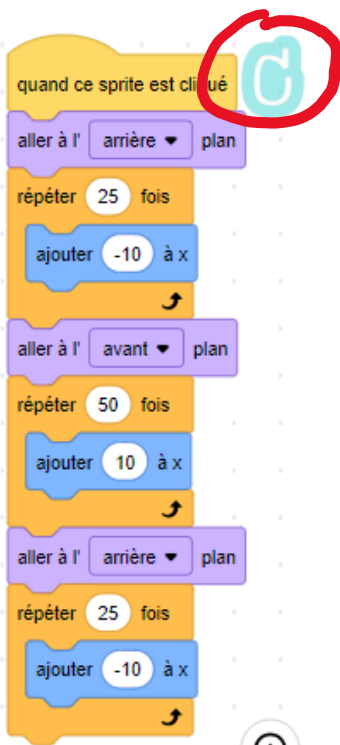 quand ce sprite est cliqué C
aller à l' arrière plan
répéter 25 fois
ajouter -10 à x
aller à l' avant plan
répéter 50 fois
ajouter 10 à x
aller à l' arrière plan
répéter 25 fois
ajouter -10 à x